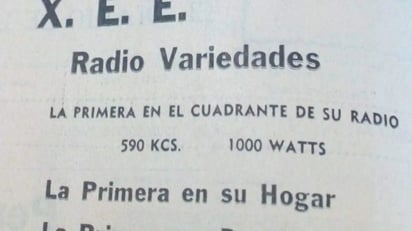 X. E. E.
Radio Variedades
LA PRIMERA EN EL CUADRANTE DE SU RADIO
590 KCS. 1000 WATTS
La Primera en su Hogar